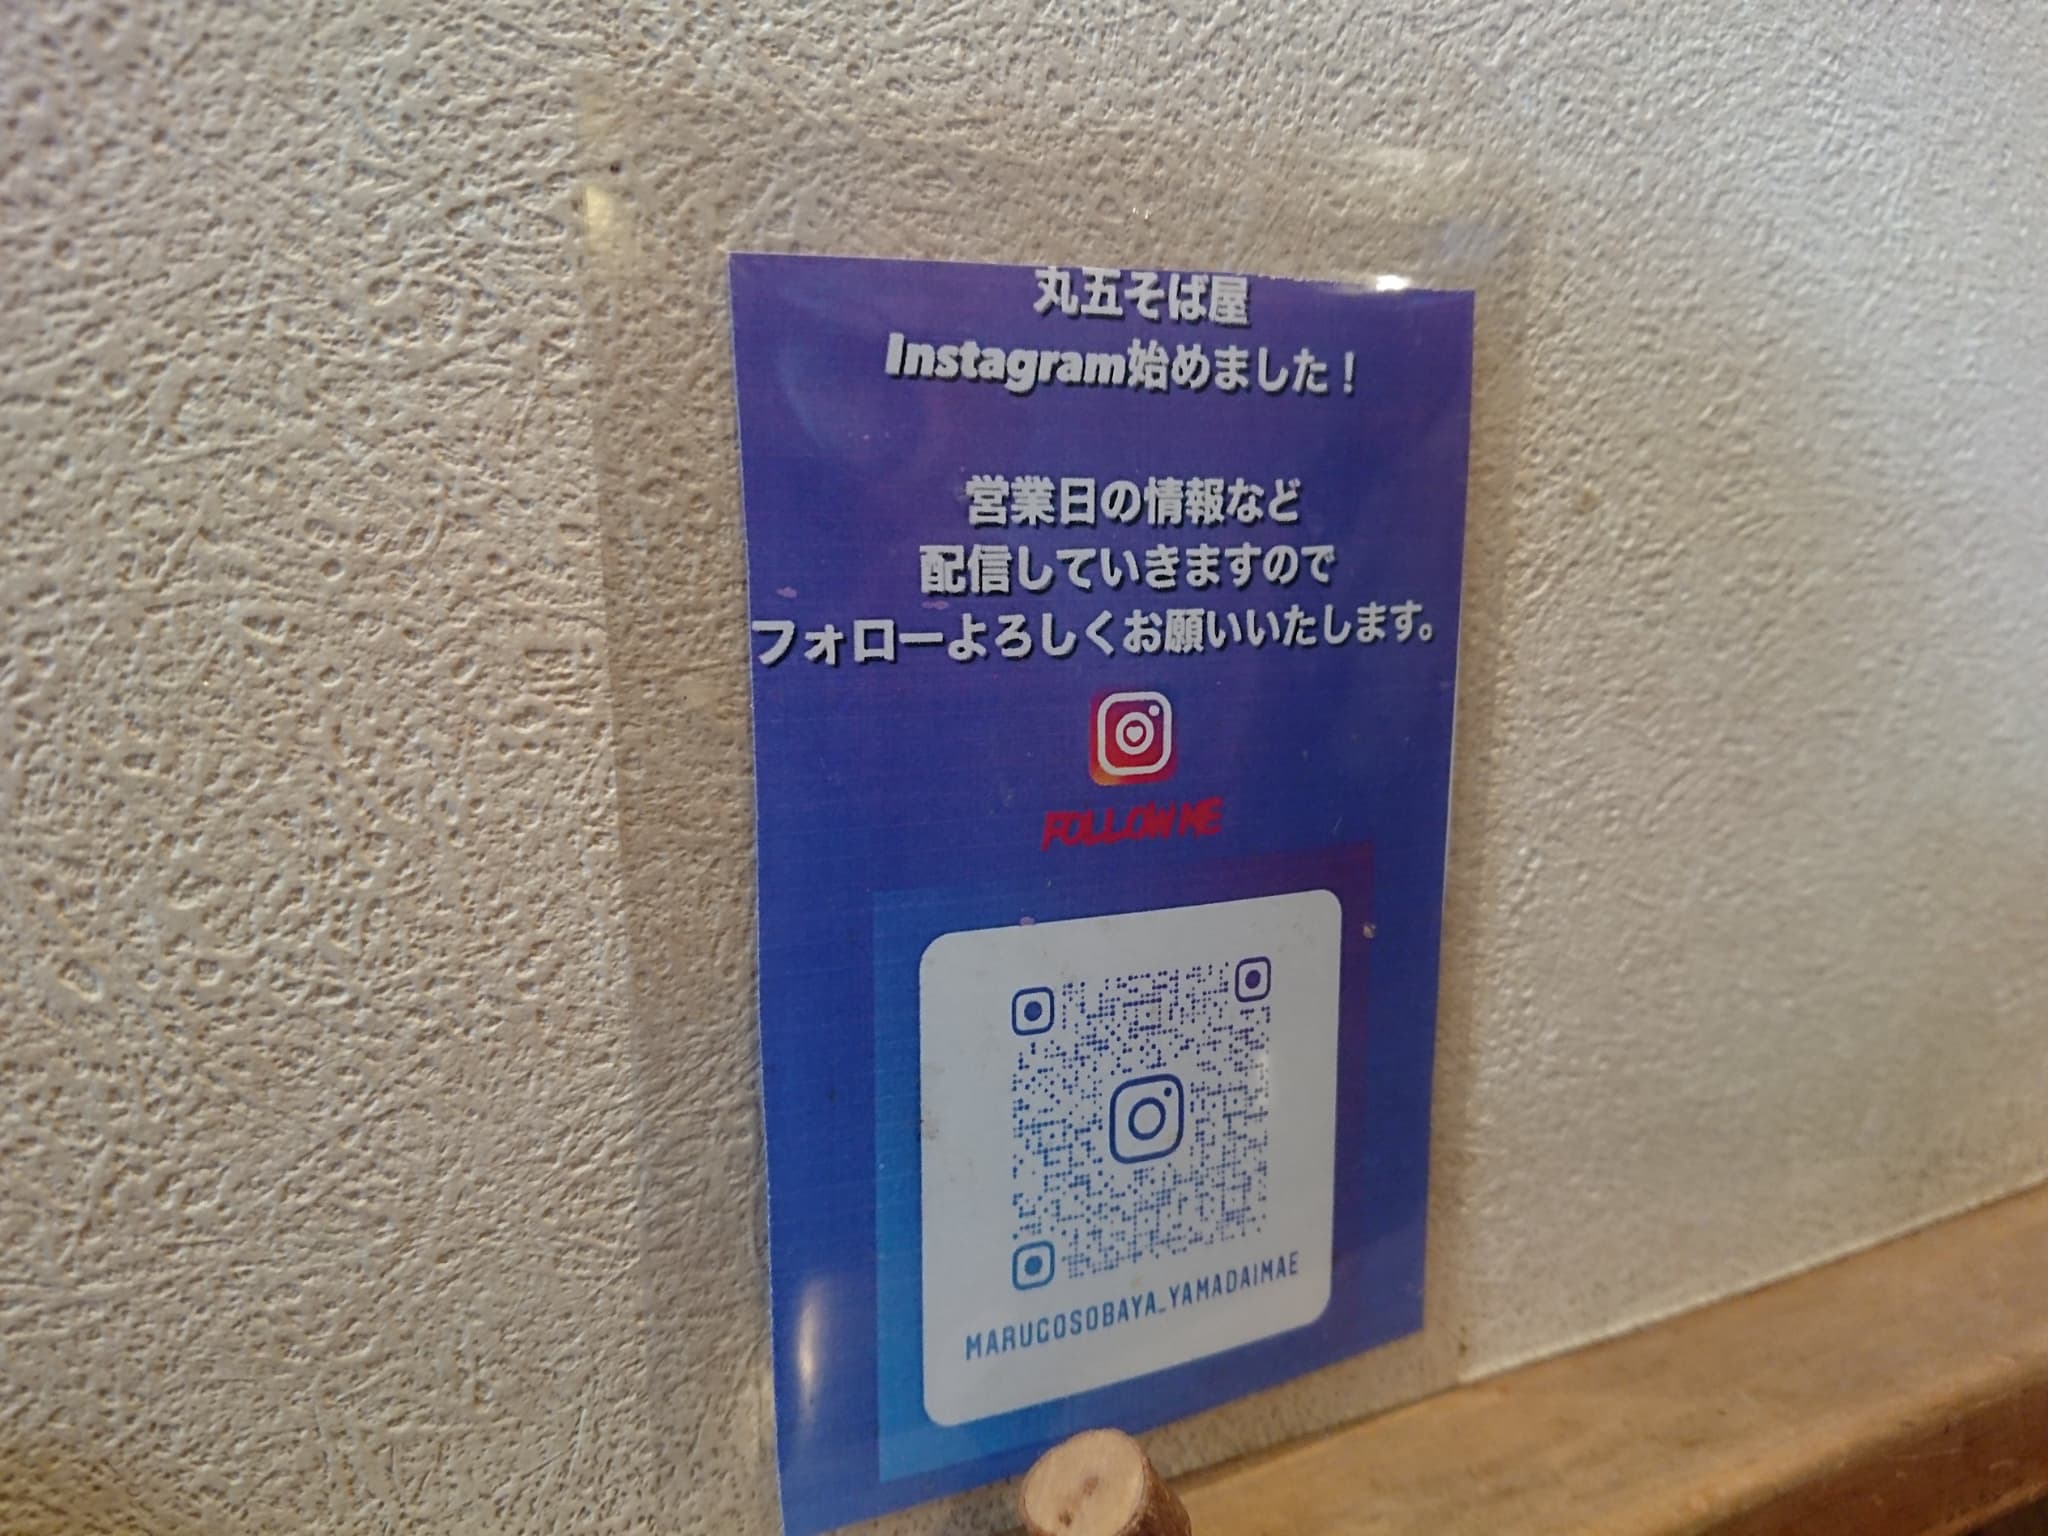 丸五そば屋
Instagram始めました！
営業日の情報など
配信していきますので
フォローよろしくお願いいたします。
FOLLOW ME
MARUGOSOBAYA_YAMADAIMAE